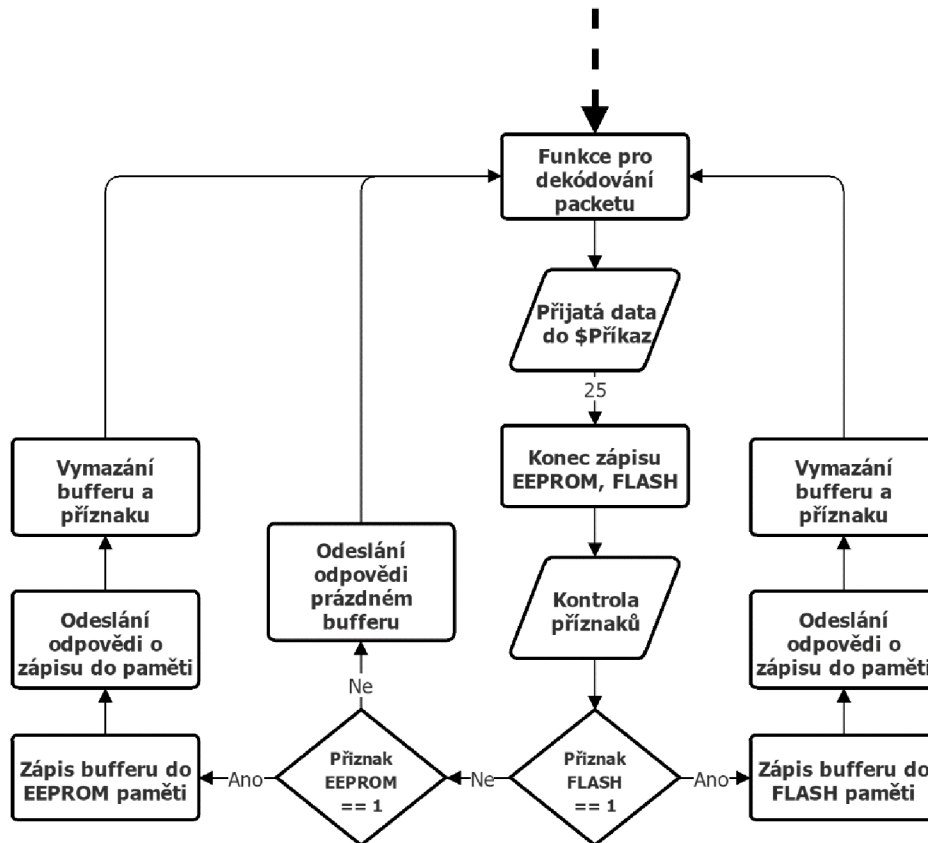 Funkce pro
dekódování
packetu
Přijatá data
do $Příkaz
25
Konec zápisu
EEPROM, FLASH
Kontrola
příznaků
Příznak
FLASH
== 1
Ne
Ano
Příznak
EEPROM
== 1
Ne
Ano
Odeslání
odpovědi
prázdném
bufferu
Zápis bufferu do
EEPROM paměti
Odeslání
odpovědi o
zápisu do paměti
Vymazání
bufferu a
příznaku
Zápis bufferu do
FLASH paměti
Odeslání
odpovědi o
zápisu do paměti
Vymazání
bufferu a
příznaku